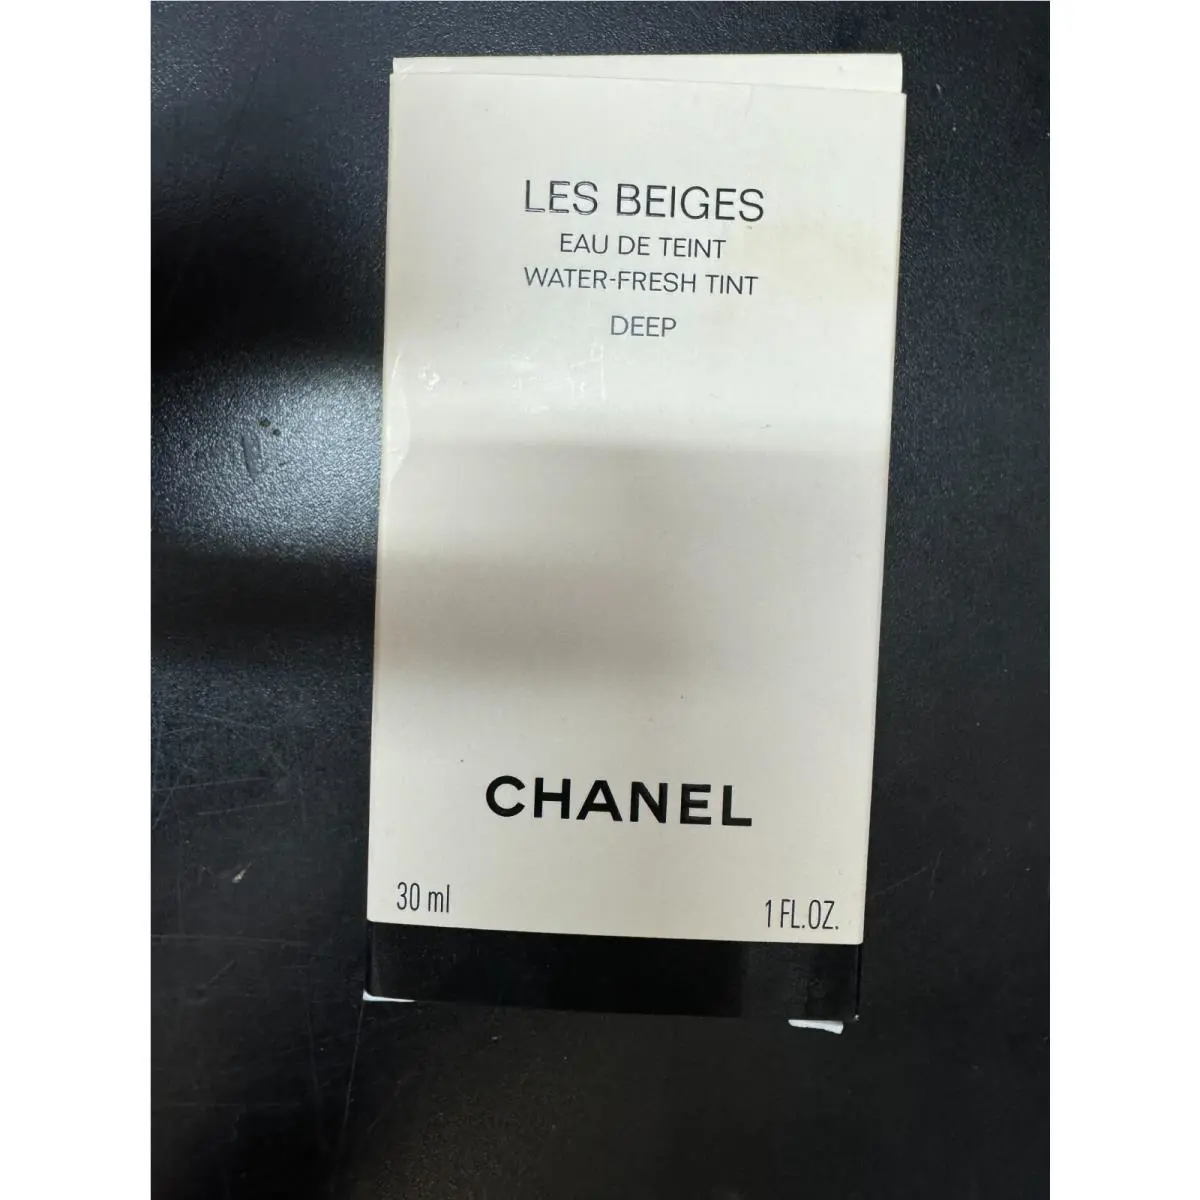 LES BEIGES
EAU DE TEINT
WATER-FRESH TINT
DEEP
CHANEL
30 ml
1 FL.OZ.